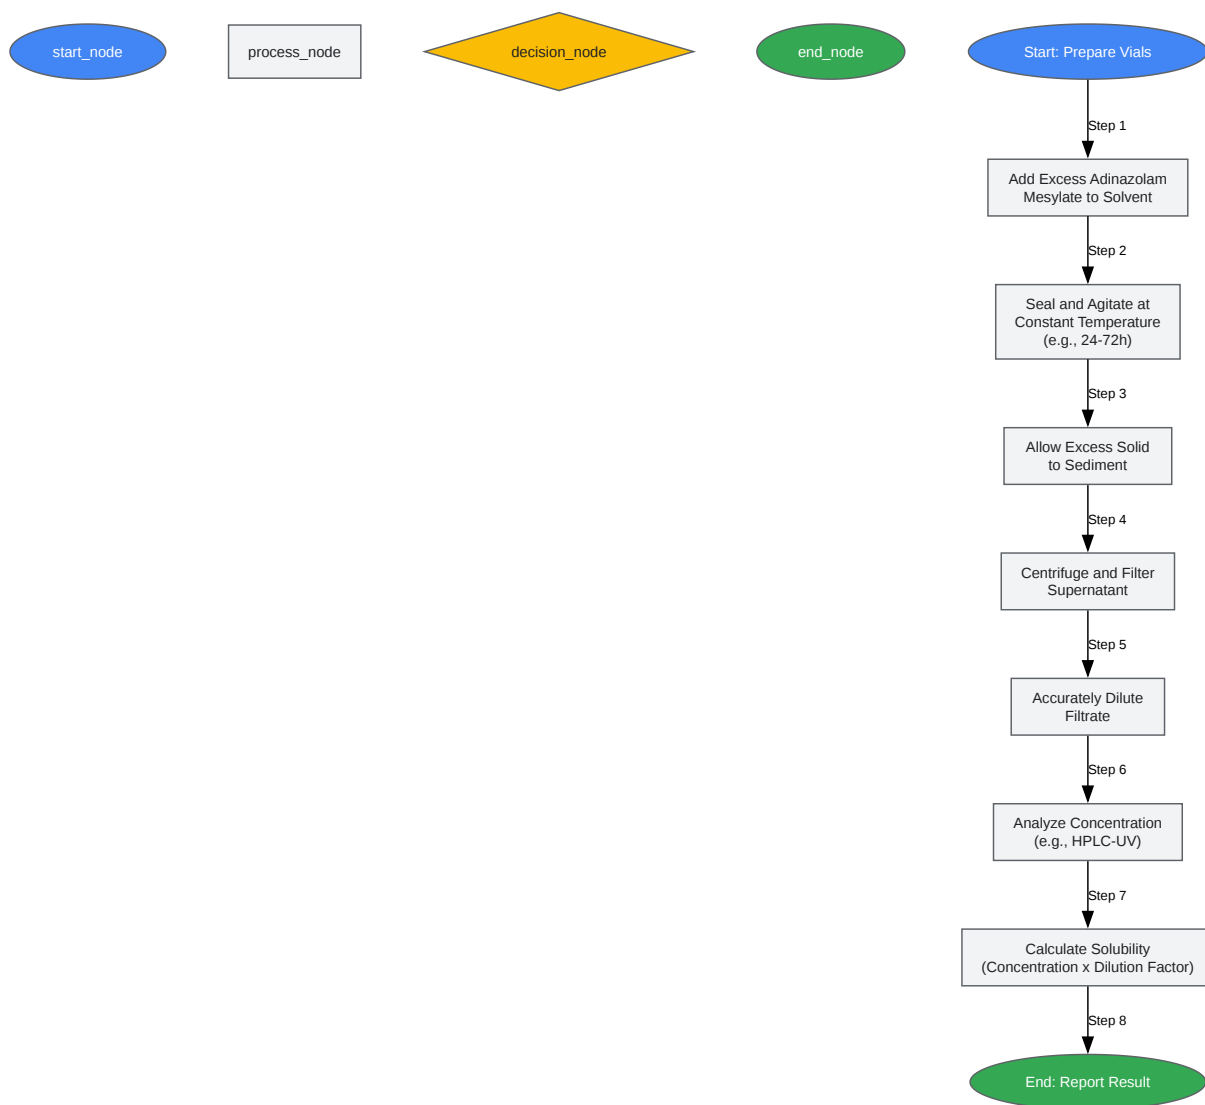 start_node
process_node
decision_node
end_node
Start: Prepare Vials
Step 1
Add Excess Adinazolam
Mesylate to Solvent
Step 2
Seal and Agitate at
Constant Temperature
(e.g., 24-72h)
Step 3
Allow Excess Solid
to Sediment
Step 4
Centrifuge and Filter
Supernatant
Step 5
Accurately Dilute
Filtrate
Step 6
Analyze Concentration
(e.g., HPLC-UV)
Step 7
Calculate Solubility
(Concentration x Dilution Factor)
Step 8
End: Report Result